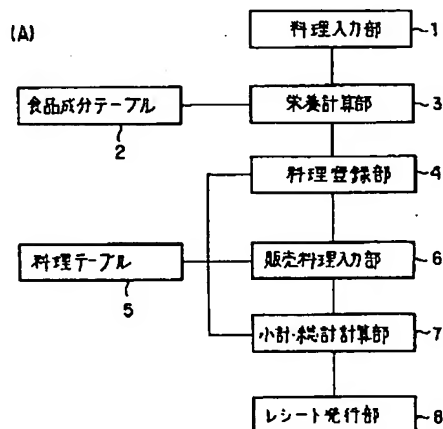 (A)
料理入力部
1
食品成分テーブル
2
栄養計算部
3
料理登録部
4
料理テーブル
5
販売料理入力部
6
小計・総計計算部
7
レシート発行部
8